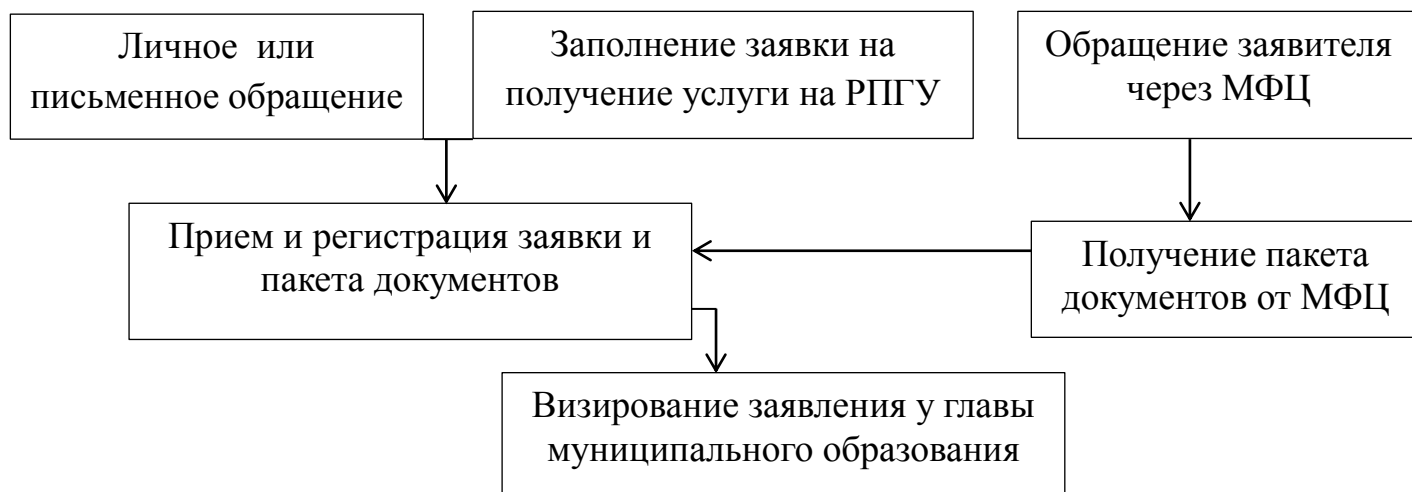 Личное или
письменное обращение
Заполнение заявки на
получение услуги на РПГУ
Обращение заявителя
через МФЦ
Прием и регистрация заявки и
пакета документов
Получение пакета
документов от МФЦ
Визирование заявления у главы
муниципального образования